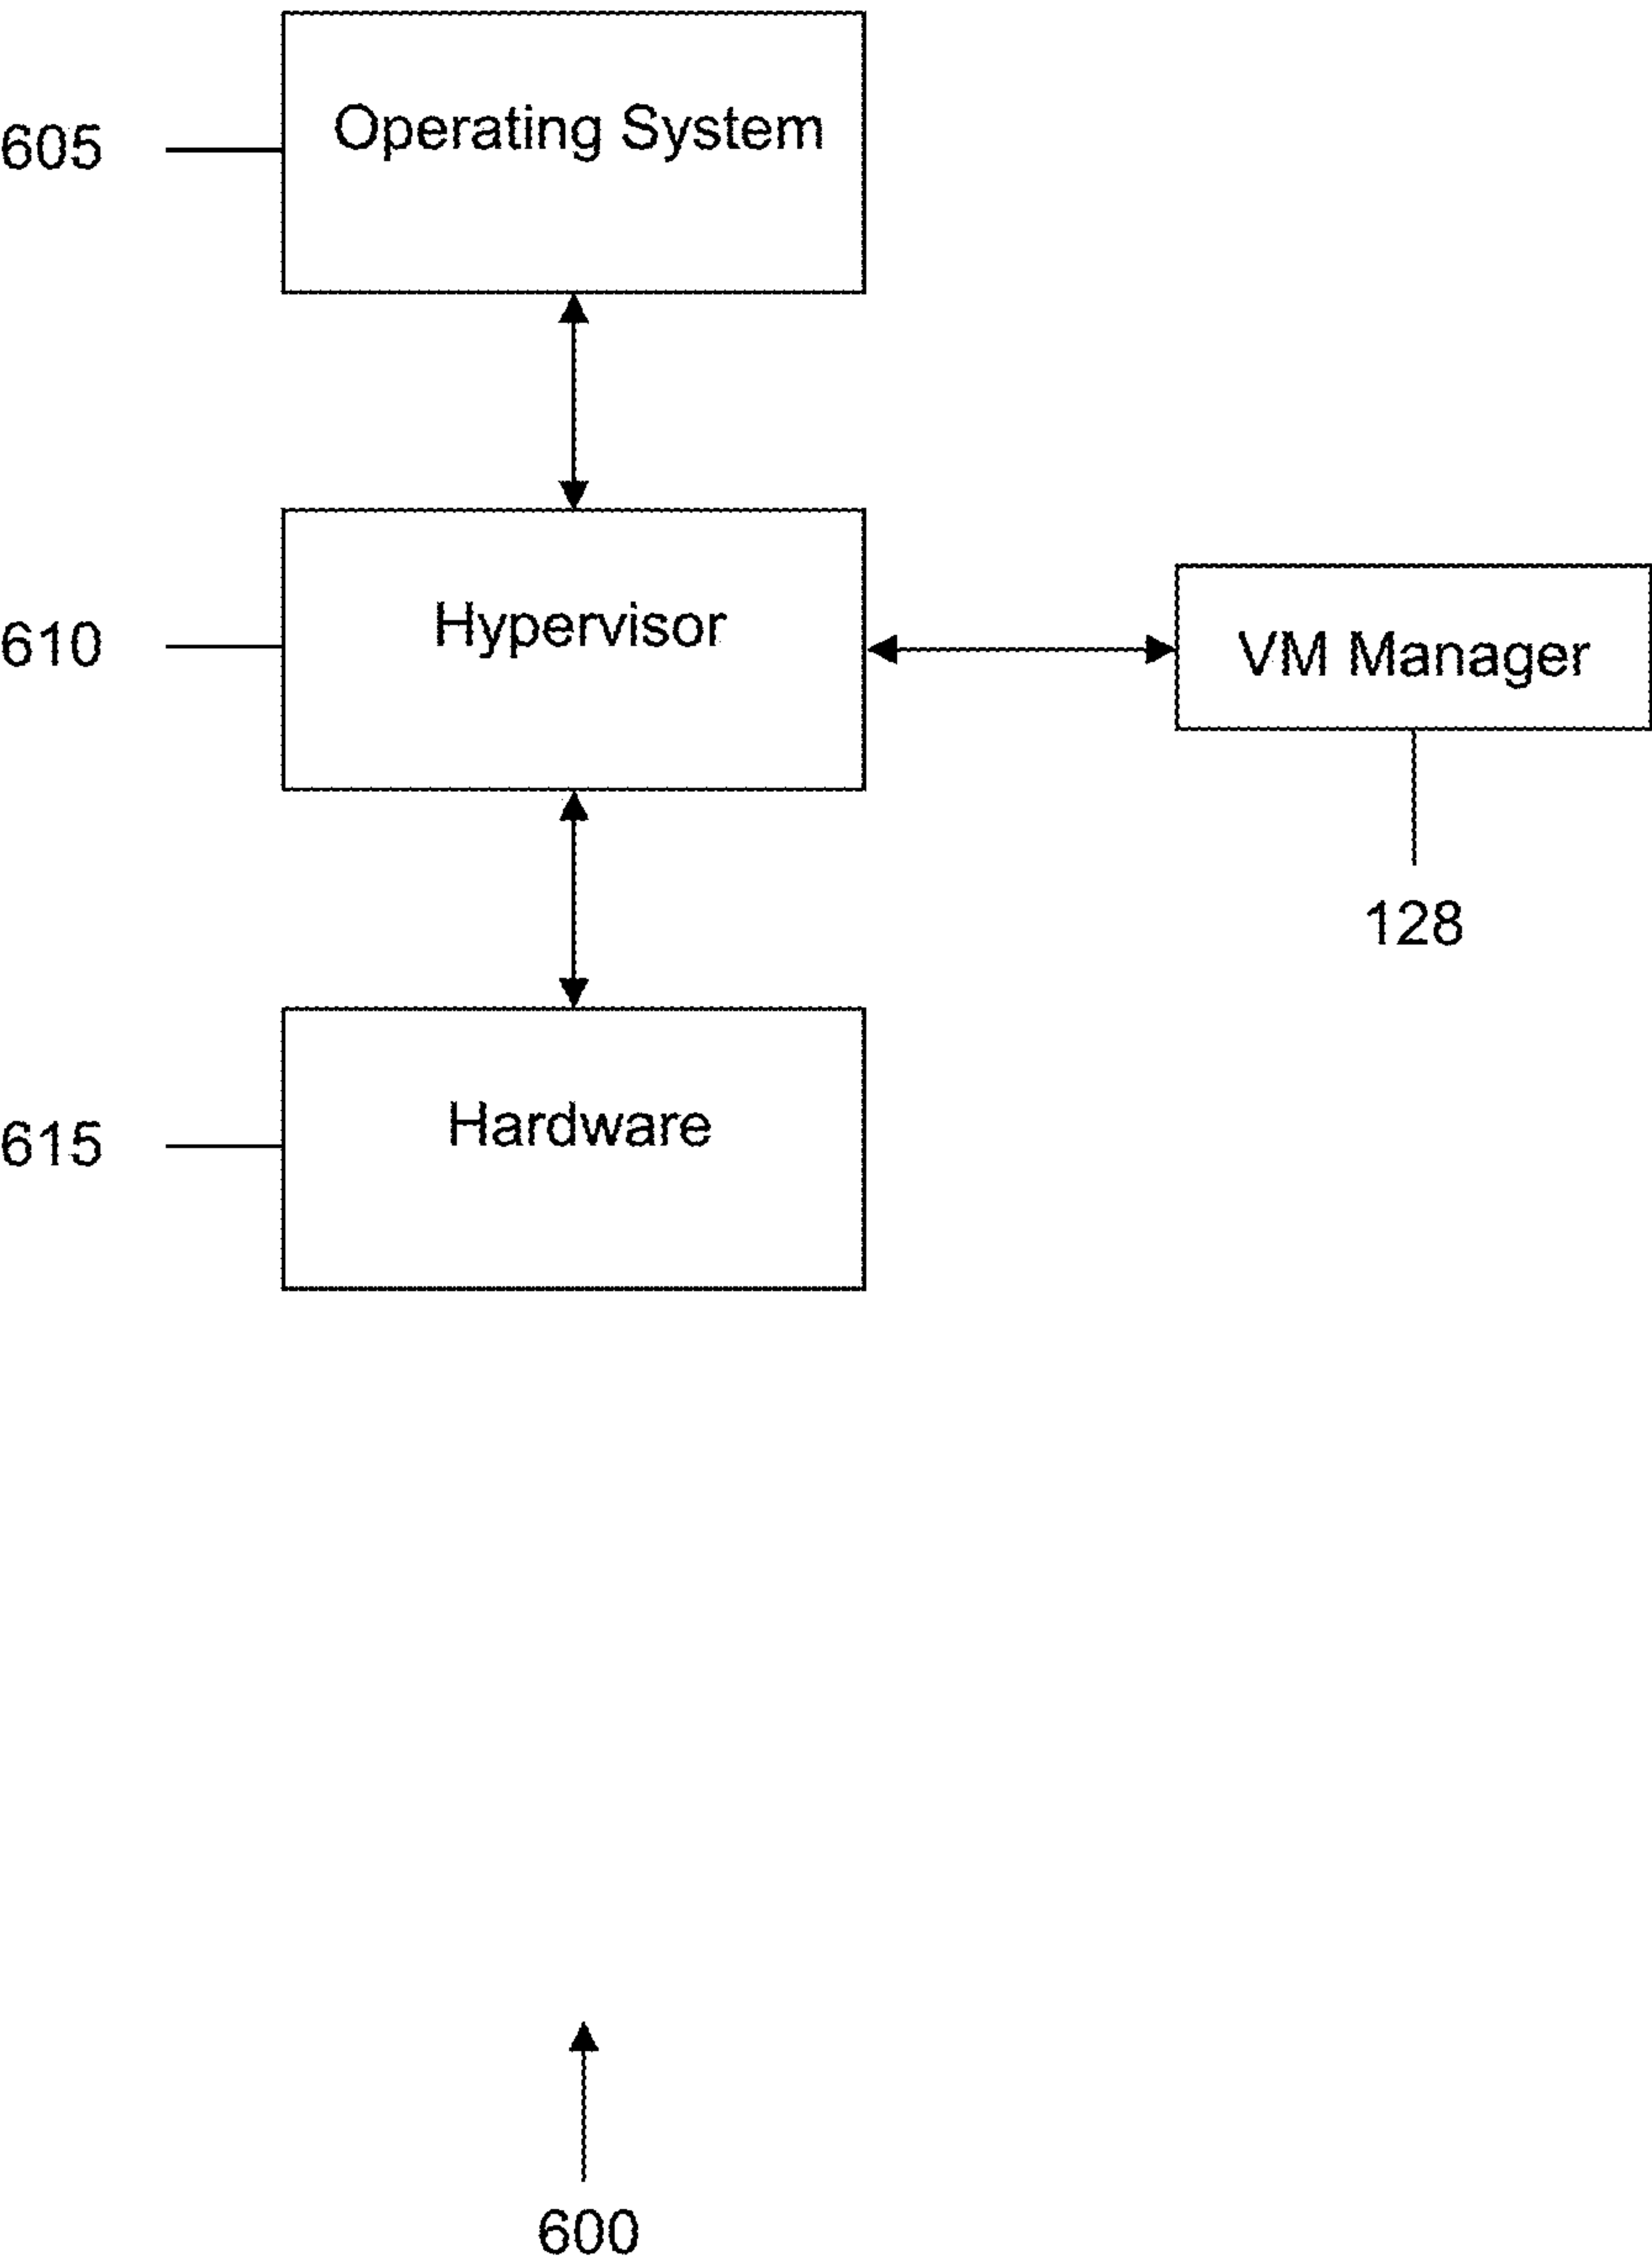 Operating System
605
Hypervisor
610
VM Manager
128
Hardware
615
600